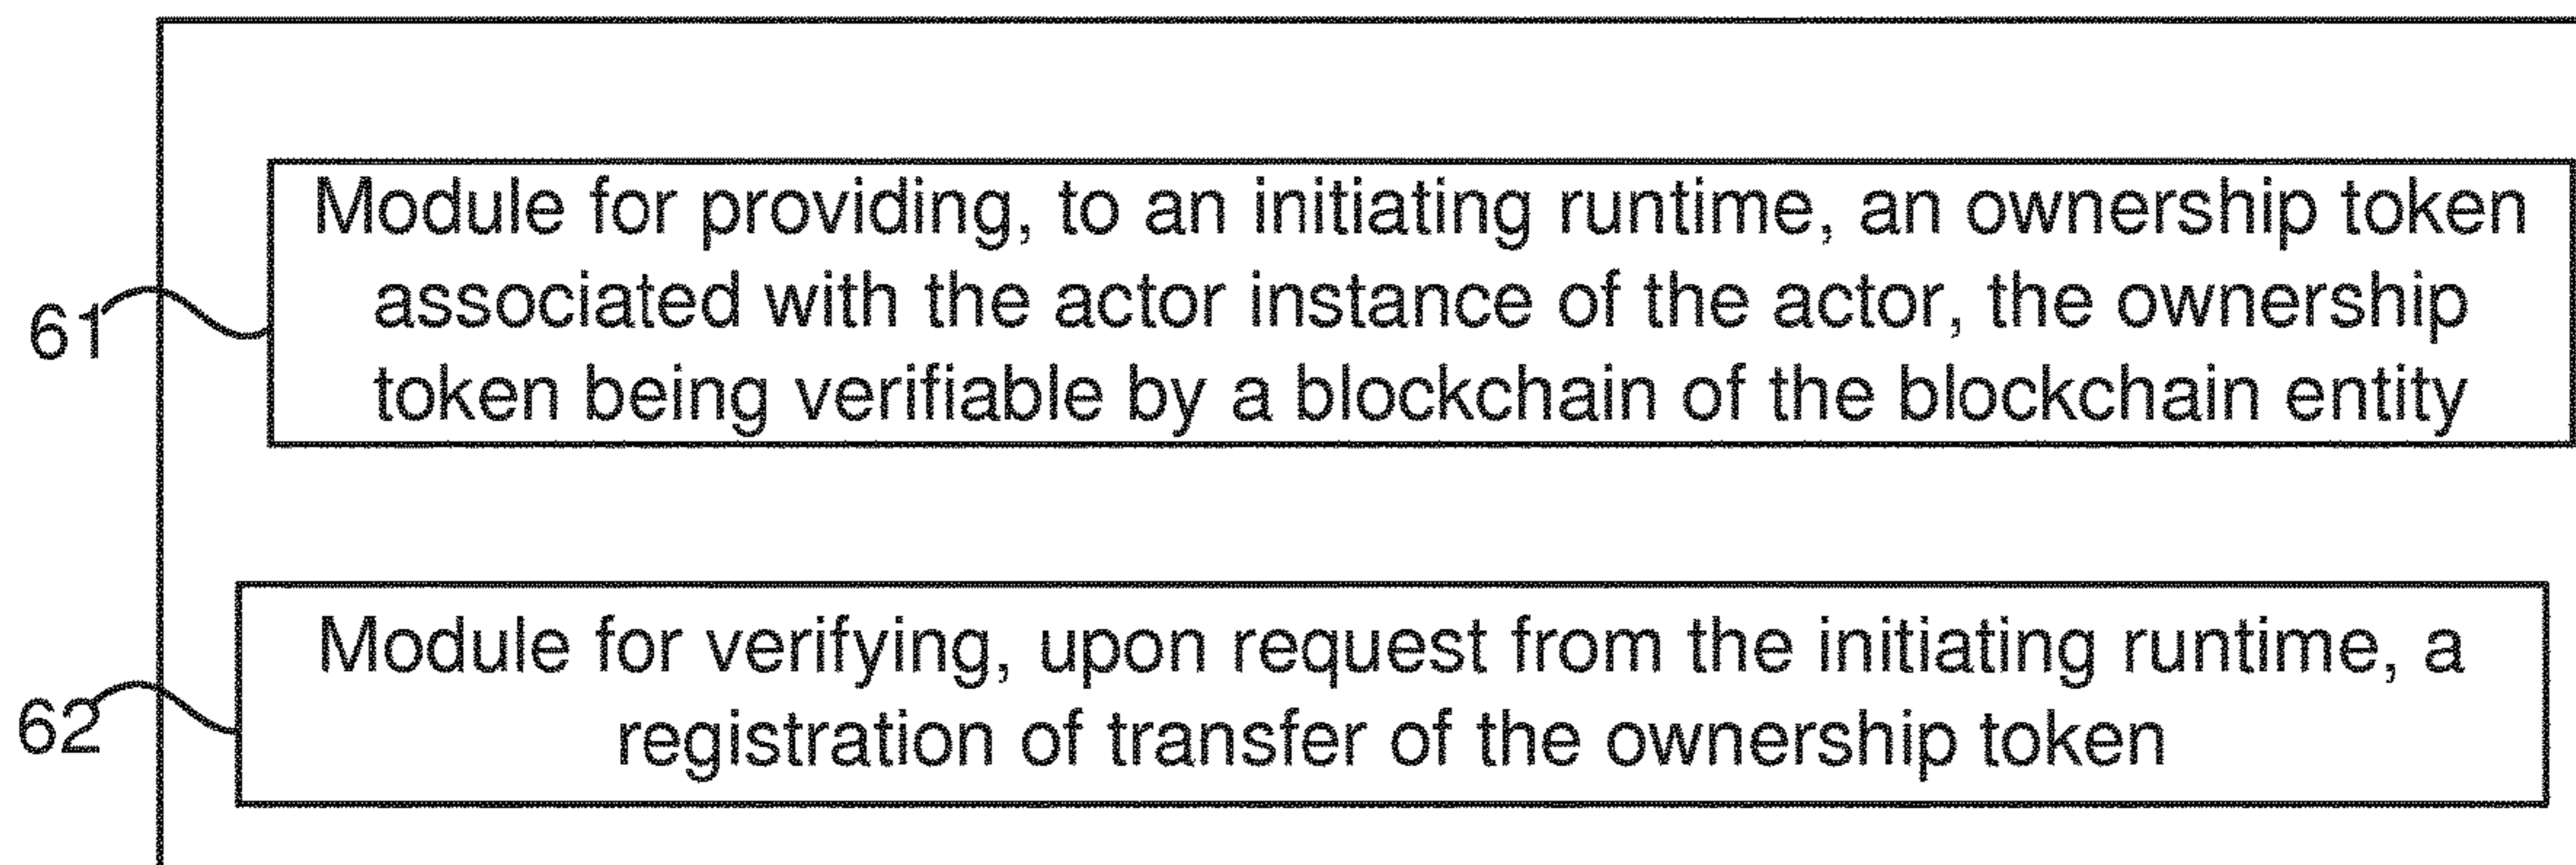 Module for providing, to an initiating runtime, an ownership token
associated with the actor instance of the actor, the ownership
token being verifiable by a blockchain of the blockchain entity
61
Module for verifying, upon request from the initiating runtime, a
registration of transfer of the ownership token
62